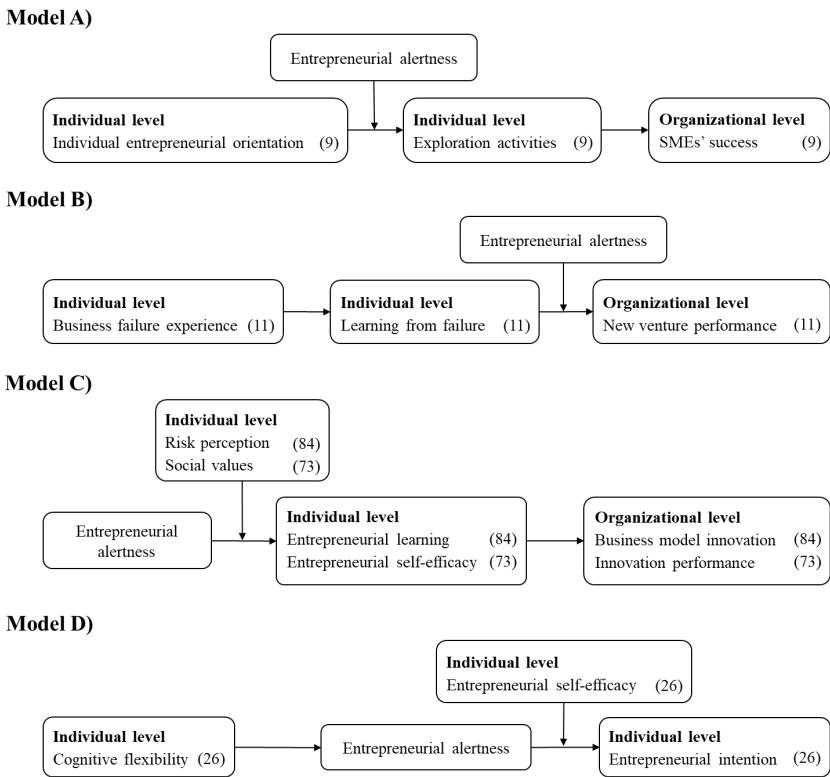 Model A)
Entrepreneurial alertness
Individual level
Individual entrepreneurial orientation (9)
Individual level
Exploration activities (9)
Organizational level
SMEs' success (9)
Model B)
Entrepreneurial alertness
Individual level
Business failure experience (11)
Individual level
Learning from failure (11)
Organizational level
New venture performance (11)
Model C)
Individual level
Risk perception (84)
Social values (73)
Entrepreneurial
alertness
Individual level
Entrepreneurial learning (84)
Entrepreneurial self-efficacy (73)
Organizational level
Business model innovation (84)
Innovation performance (73)
Model D)
Individual level
Entrepreneurial self-efficacy (26)
Individual level
Cognitive flexibility (26)
Entrepreneurial alertness
Individual level
Entrepreneurial intention (26)